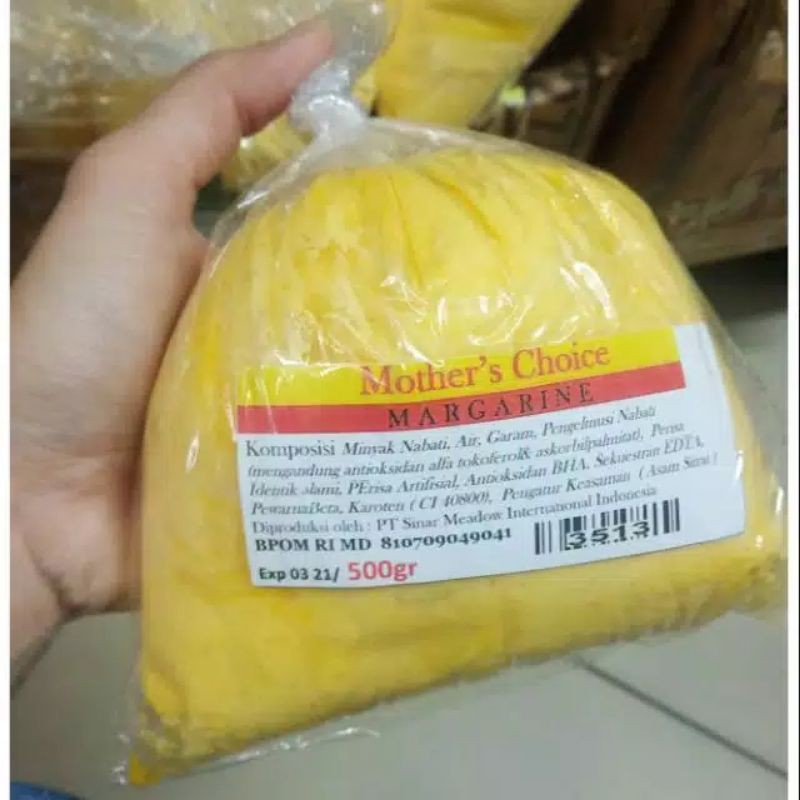 Mother's Choice
MARGARINE
Komposisi Minyak Nabati, Air, Garam, Pengelmusi Nabati
(mengandung antioksidan alfa tokoferol& askorbilpalmitat), Perisa
Identik alami, PErisa Artifisial, Antioksidan BHA, Sekuestran EDTA,
PewarnaBeta, Karoten ( CI 40800), Pengatur Keasaman ( Asam Sitrat )
Diproduksi oleh : PT Sinar Meadow International Indonesia
BPOM RI MD 810709049041
3513
Exp 03 21/ 500gr